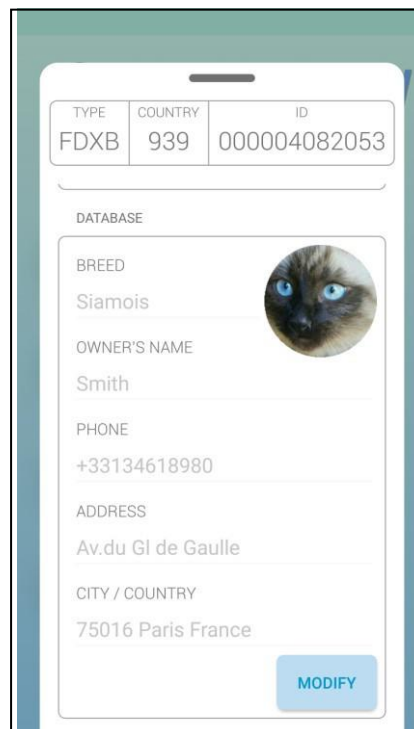 TYPE COUNTRY ID
FDXB 939 000004082053
DATABASE
BREED
Siamois
OWNER'S NAME
Smith
PHONE
+33134618980
ADDRESS
Av.du Gl de Gaulle
CITY / COUNTRY
75016 Paris France
MODIFY